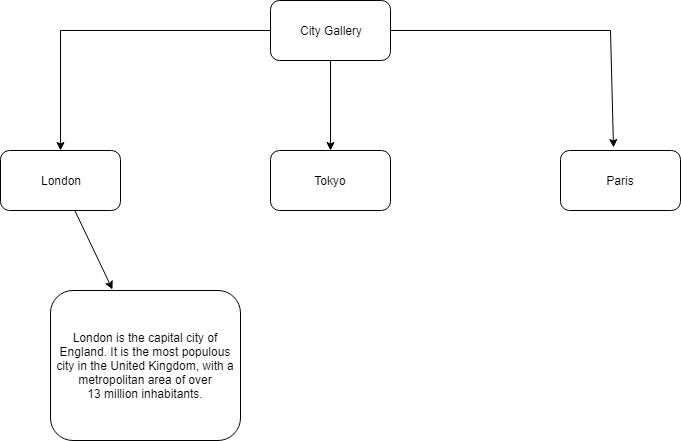 City Gallery
London
Tokyo
Paris
London is the capital city of
England. It is the most populous
city in the United Kingdom, with a
metropolitan area of over
13 million inhabitants.